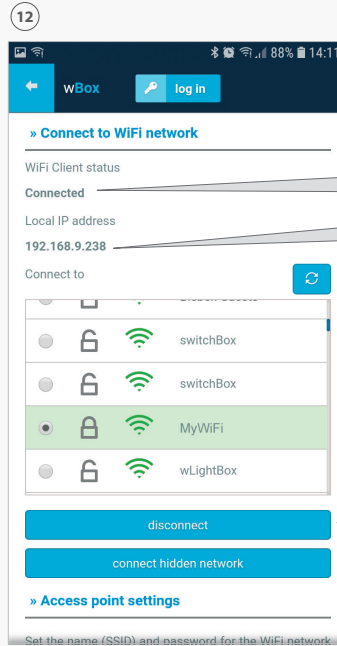 12
88% 14:11
wBox log in
» Connect to WiFi network
WiFi Client status
Connected
Local IP address
192.168.9.238
Connect to
switchBox
switchBox
MyWiFi
wLightBox
disconnect
connect hidden network
» Access point settings
Set the name (SSID) and password for the WiFi network